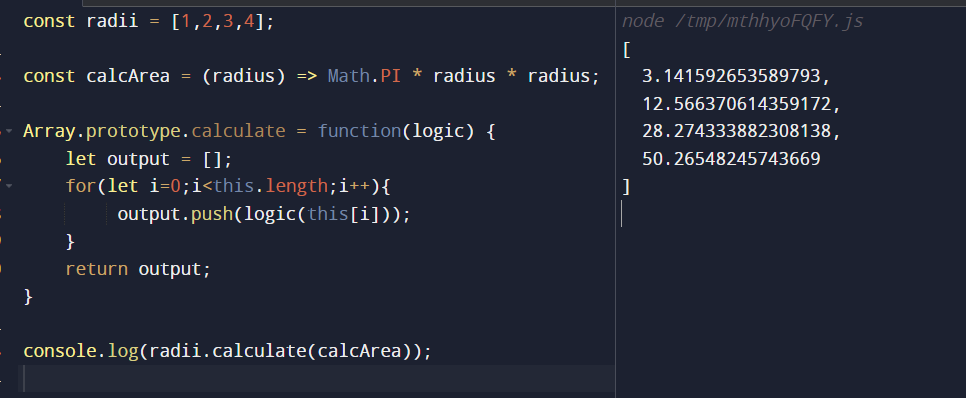 const radii = [1,2,3,4];
const calcArea = (radius) => Math.PI * radius * radius;
Array.prototype.calculate = function(logic) {
let output = [];
for(let i=0;i<this.length;i++){
output.push(logic(this[i]));
}
return output;
}
console.log(radii.calculate(calcArea));
node /tmp/mthhyoFQFY.js
[
3.141592653589793,
12.566370614359172,
28.274333882308138,
50.26548245743669
]